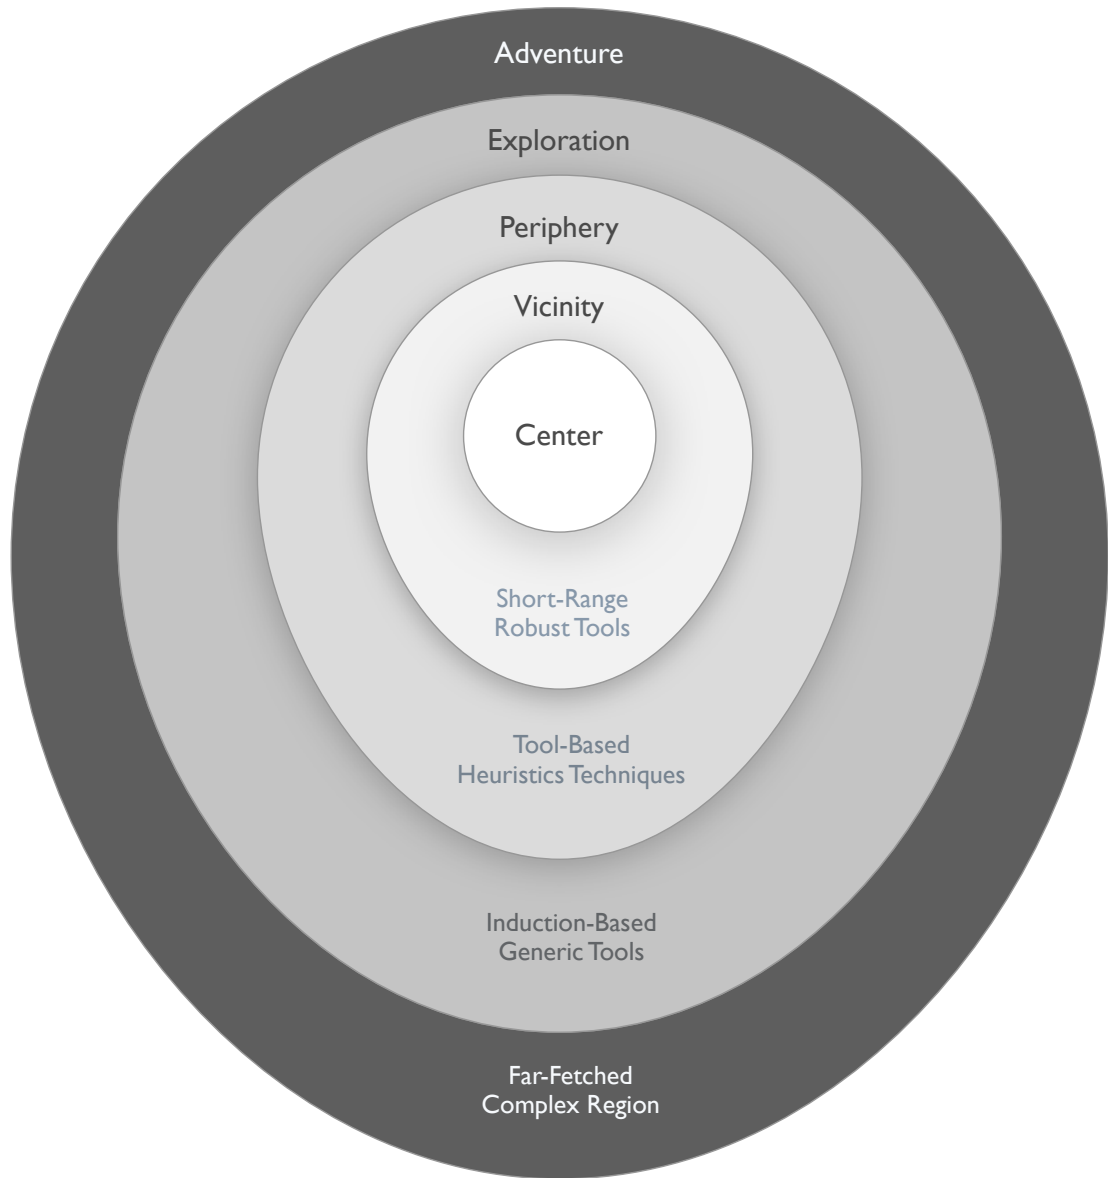 Adventure
Exploration
Periphery
Vicinity
Center
Short-Range
Robust Tools
Tool-Based
Heuristics Techniques
Induction-Based
Generic Tools
Far-Fetched
Complex Region